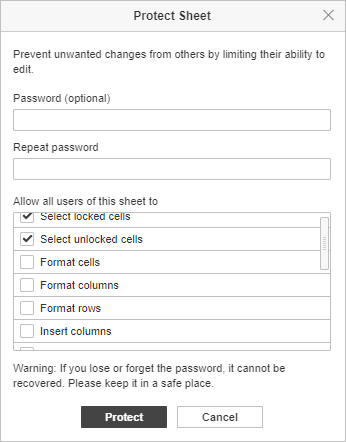 Protect Sheet
Prevent unwanted changes from others by limiting their ability to
edit.
Password (optional)
Repeat password
Allow all users of this sheet to
Select locked cells
Select unlocked cells
Format cells
Format columns
Format rows
Insert columns
Warning: If you lose or forget the password, it cannot be
recovered. Please keep it in a safe place.
Protect
Cancel